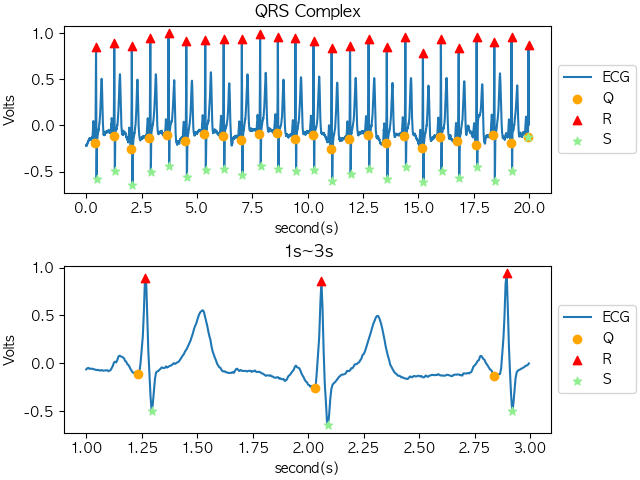 QRS Complex
1.0
0.5
0.0
-0.5
Volts
0.0 2.5 5.0 7.5 10.0 12.5 15.0 17.5 20.0
second(s)
ECG
Q
R
S
1s~3s
1.0
0.5
0.0
-0.5
Volts
1.00 1.25 1.50 1.75 2.00 2.25 2.50 2.75 3.00
second(s)
ECG
Q
R
S